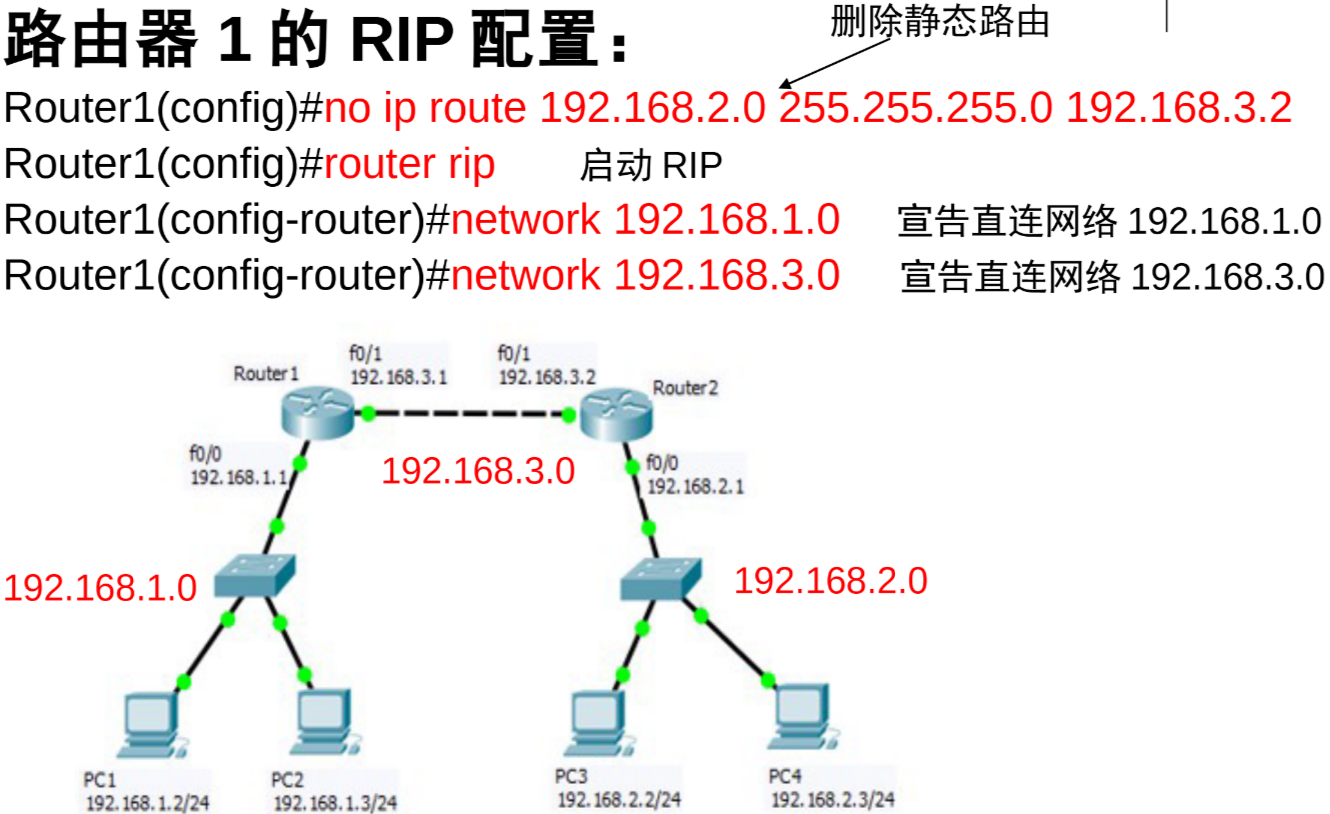 删除静态路由
路由器 1 的 RIP 配置：
Router1(config)#no ip route 192.168.2.0 255.255.255.0 192.168.3.2
Router1(config)#router rip 启动 RIP
Router1(config-router)#network 192.168.1.0 宣告直连网络 192.168.1.0
Router1(config-router)#network 192.168.3.0 宣告直连网络 192.168.3.0
f0/1
192.168.3.1
f0/1
192.168.3.2
Router1
Router2
f0/0
192.168.1.1
192.168.3.0
f0/0
192.168.2.1
192.168.1.0
192.168.2.0
PC1
192.168.1.2/24
PC2
192.168.1.3/24
PC3
192.168.2.2/24
PC4
192.168.2.3/24